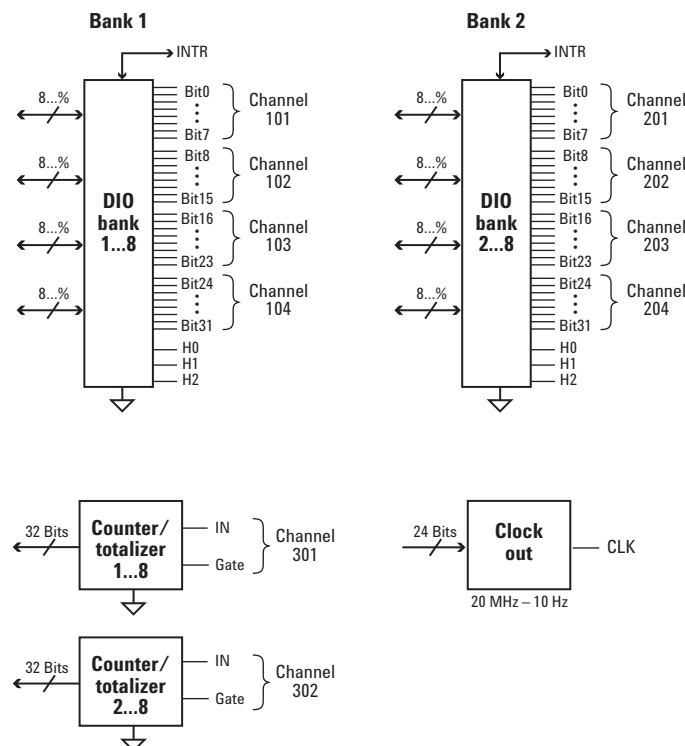 Bank 1
INTR
8...%
8...%
8...%
8...%
DIO
bank
1...8
Bit0
Bit7
Channel
101
Bit8
Bit15
Channel
102
Bit16
Bit23
Channel
103
Bit24
Bit31
Channel
104
H0
H1
H2
Bank 2
INTR
8...%
8...%
8...%
8...%
DIO
bank
2...8
Bit0
Bit7
Channel
201
Bit8
Bit15
Channel
202
Bit16
Bit23
Channel
203
Bit24
Bit31
Channel
204
H0
H1
H2
32 Bits
Counter/
totalizer
1...8
IN
Gate
Channel
301
24 Bits
Clock
out
CLK
20 MHz – 10 Hz
32 Bits
Counter/
totalizer
2...8
IN
Gate
Channel
302